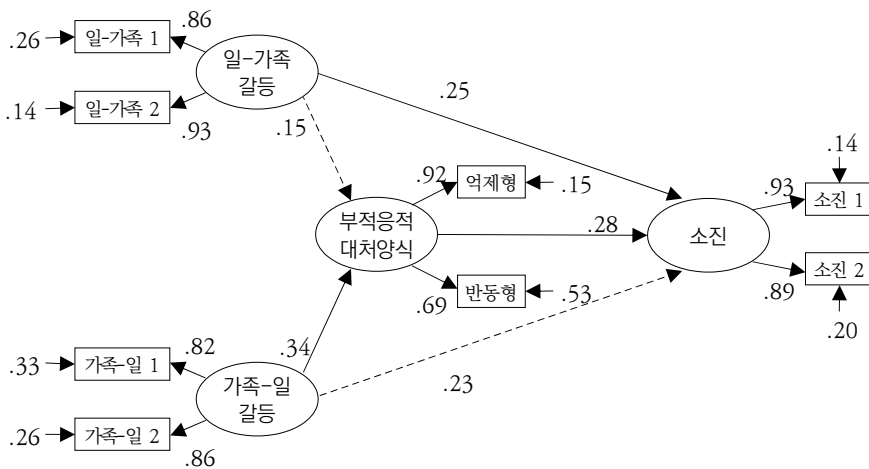 .86
.26
일-가족 1
일-가족
갈등
.14
일-가족 2
.93
.15
.25
.14
.92
억제형
.15
.93
소진 1
부적응적
대처양식
.28
소진
소진 2
.69
반동형
.53
.89
.20
.33
가족-일 1
.82
.34
가족-일
갈등
.23
.26
가족-일 2
.86